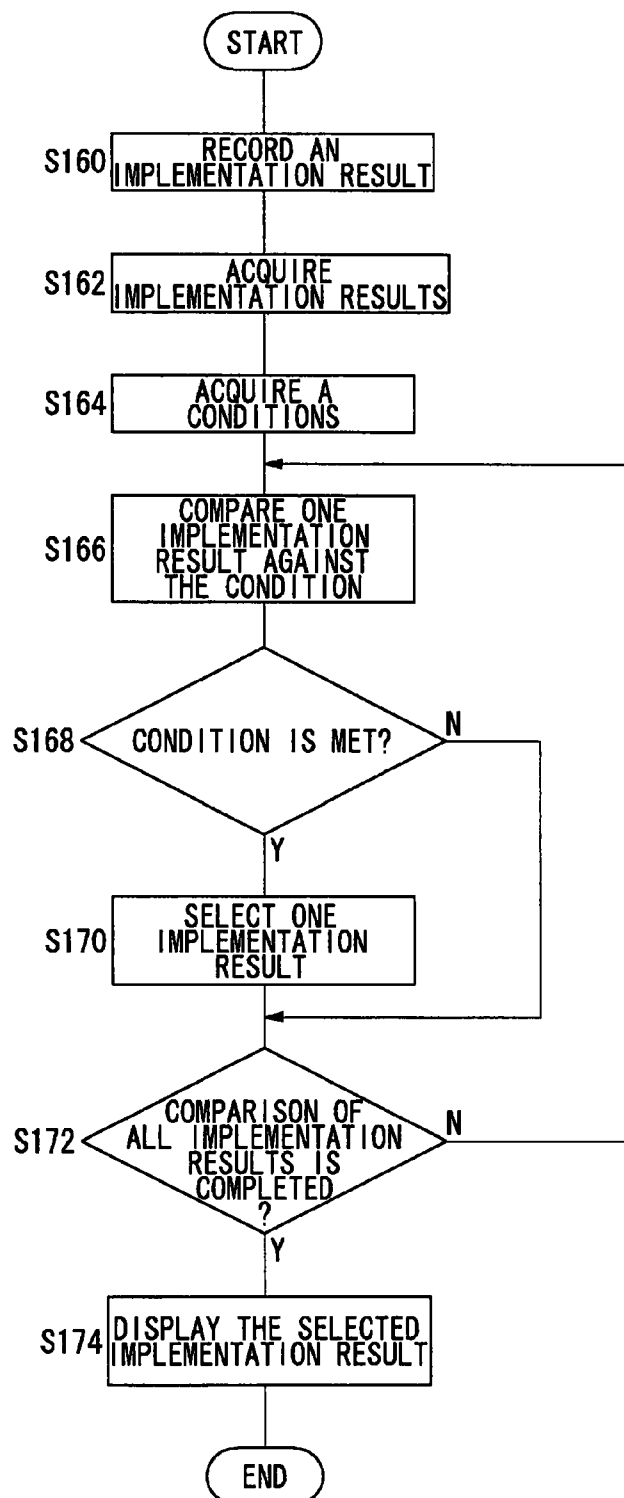 START
S160
RECORD AN
IMPLEMENTATION RESULT
S162
ACQUIRE
IMPLEMENTATION RESULTS
S164
ACQUIRE A
CONDITIONS
S166
COMPARE ONE
IMPLEMENTATION
RESULT AGAINST
THE CONDITION
S168
CONDITION IS MET?
N
Y
S170
SELECT ONE
IMPLEMENTATION
RESULT
S172
COMPARISON OF
ALL IMPLEMENTATION
RESULTS IS
COMPLETED
?
N
Y
S174
DISPLAY THE SELECTED
IMPLEMENTATION RESULT
END